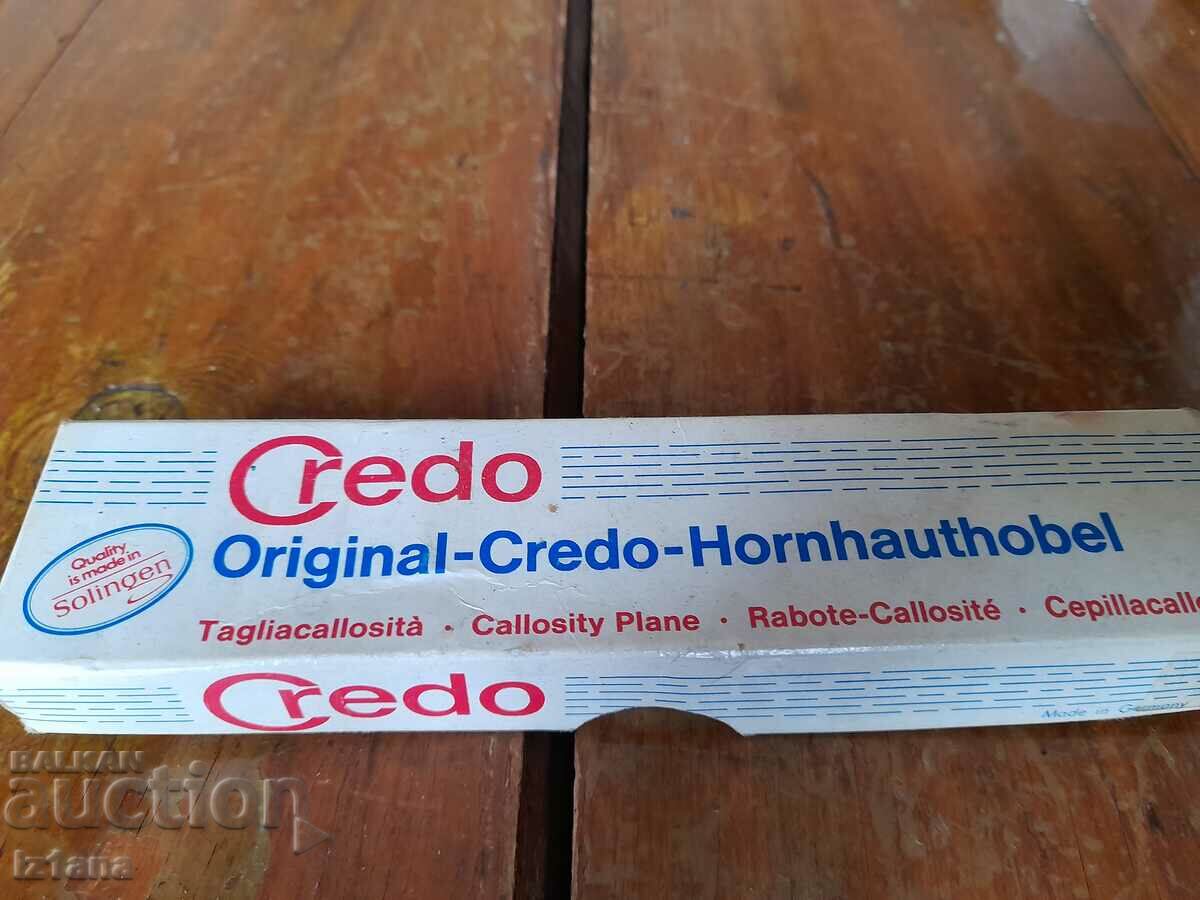 Credo
Original-Credo-Hornhauthobel
Quality
is made in
Solingen
Tagliacallosità · Callosity Plane · Rabote-Callosité · Cepillacallo
Credo
Made in Germany
BALKAN
auction
iz1ana